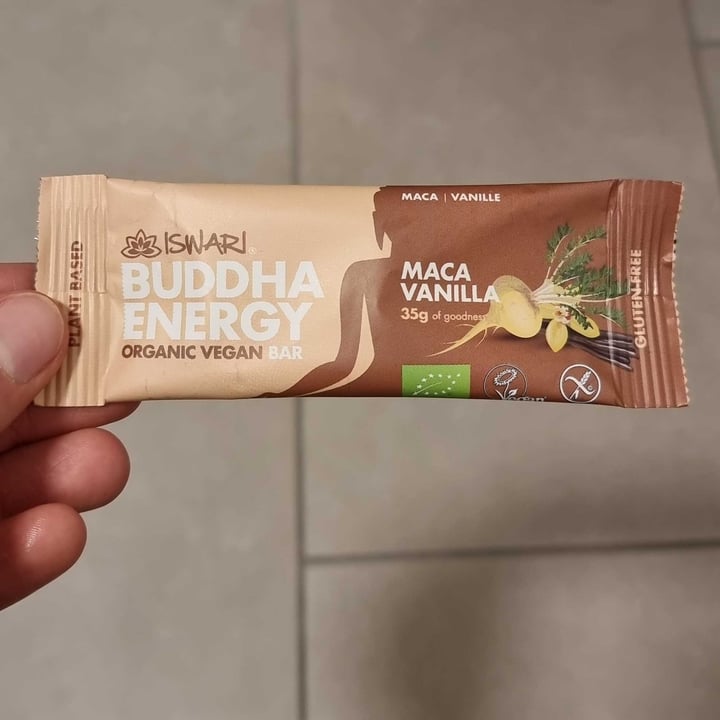 PLANT BASED
ISWARI®
BUDDHA
ENERGY
ORGANIC VEGAN BAR
MACA | VANILLE
MACA
VANILLA
35g of goodness
GLUTEN FREE